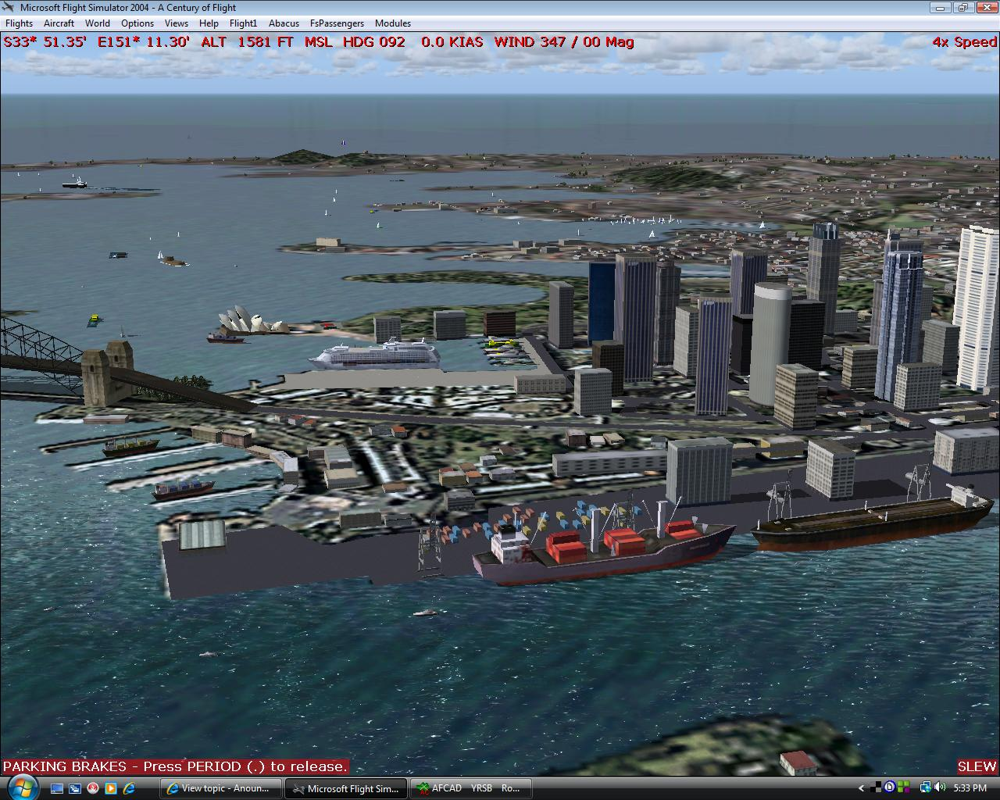 Microsoft Flight Simulator 2004 - A Century of Flight
Flights Aircraft World Options Views Help Flight1 Abacus FsPassengers Modules
S33* 51.35' E151* 11.30' ALT 1581 FT MSL HDG 092 0.0 KIAS WIND 347 / 00 Mag 4x Speed
PARKING BRAKES - Press PERIOD (.) to release. SLEW
View topic - Anoun... Microsoft Flight Sim... AFCAD YRSB Ro... 5:33 PM